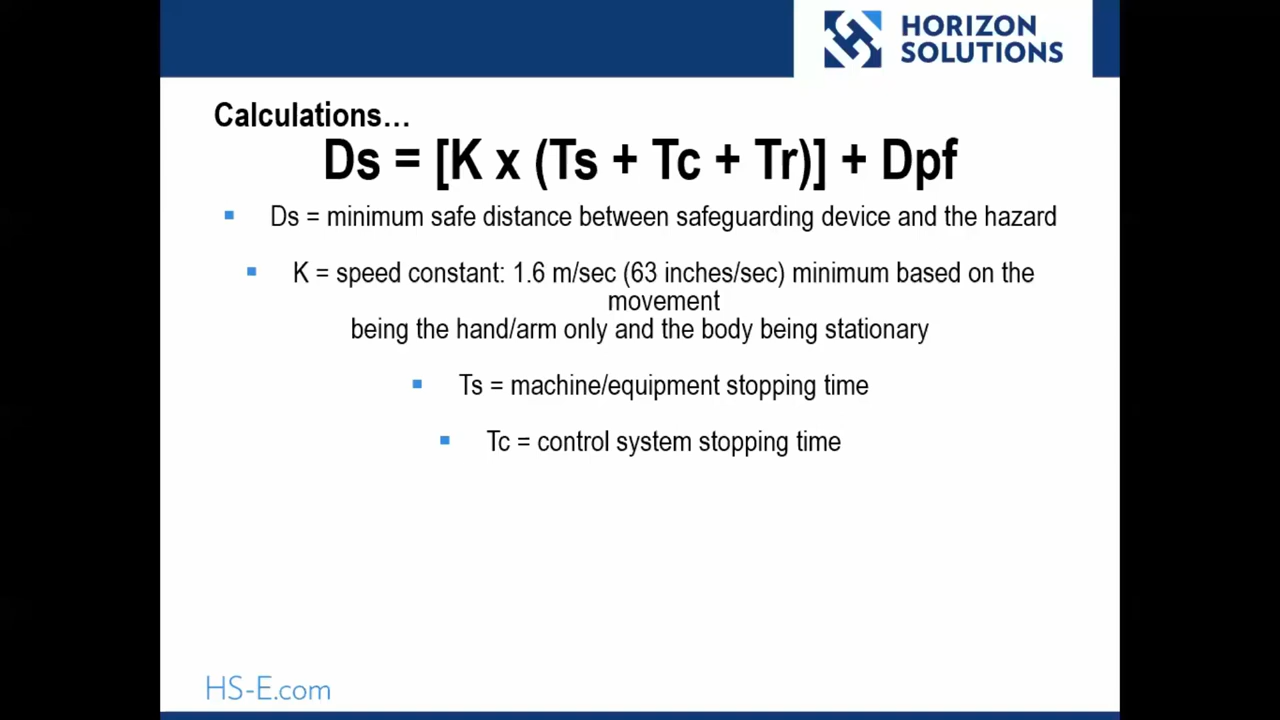 HORIZON
SOLUTIONS
Calculations…
Ds = [K x (Ts + Tc + Tr)] + Dpf
▪ Ds = minimum safe distance between safeguarding device and the hazard
▪ K = speed constant: 1.6 m/sec (63 inches/sec) minimum based on the
movement
being the hand/arm only and the body being stationary
▪ Ts = machine/equipment stopping time
▪ Tc = control system stopping time
HS-E.com